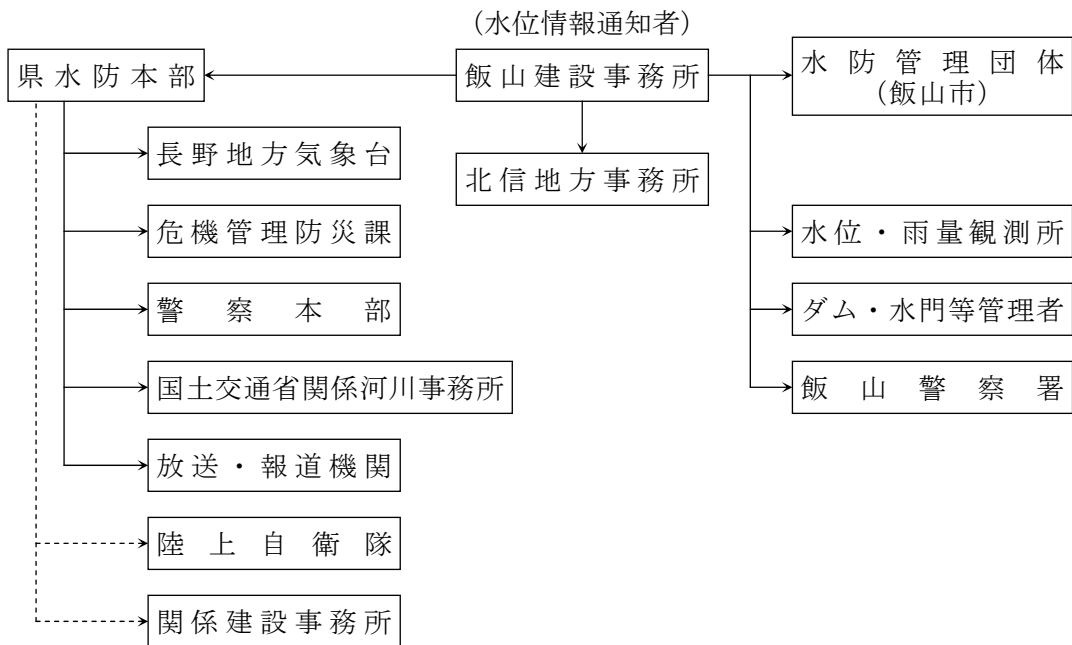 (水位情報通知者)
県水防本部
飯山建設事務所
水防管理団体
(飯山市)
長野地方気象台
北信地方事務所
危機管理防災課
水位・雨量観測所
警察本部
ダム・水門等管理者
国土交通省関係河川事務所
飯山警察署
放送・報道機関
陸上自衛隊
関係建設事務所